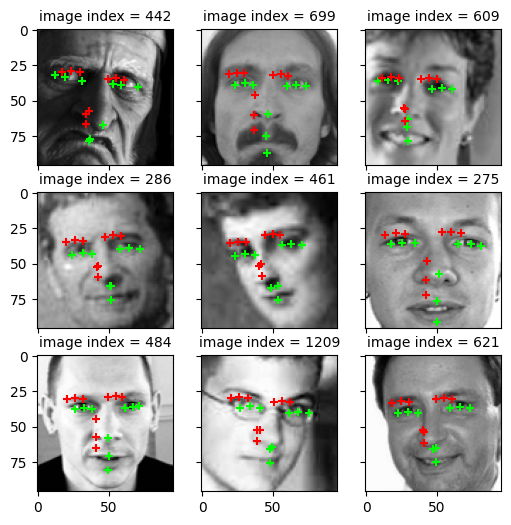 image index = 442
image index = 699
image index = 609
0
25
50
75
image index = 286
image index = 461
image index = 275
0
25
50
75
image index = 484
image index = 1209
image index = 621
0
25
50
75
0
50
0
50
0
50